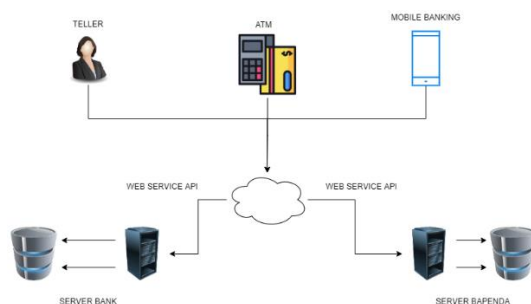 TELLER
ATM
MOBILE BANKING
WEB SERVICE API
WEB SERVICE API
SERVER BANK
SERVER BAPENDA